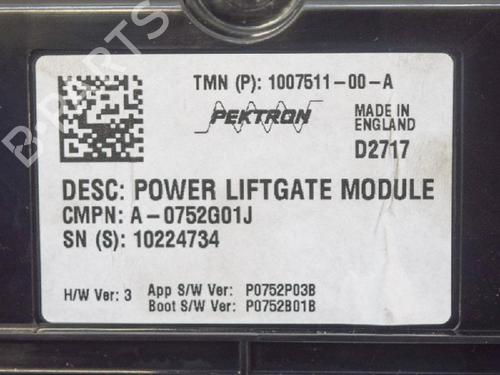 TMN (P): 1007511-00-A
PEKTRON
MADE IN
ENGLAND
D2717
DESC: POWER LIFTGATE MODULE
CMPN: A-0752G01J
SN (S): 10224734
H/W Ver: 3
App S/W Ver: P0752P03B
Boot S/W Ver: P0752B01B
B-PARTS